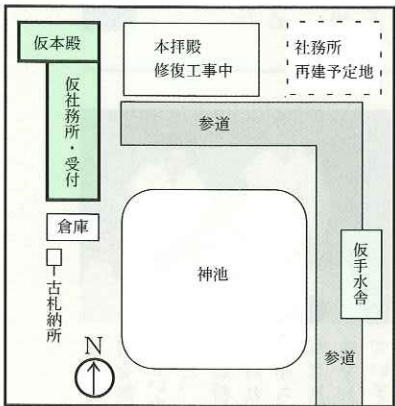 仮本殿
本拝殿
修復工事中
社務所
再建予定地
仮社務所・受付
参道
倉庫
古札納所
神池
仮手水舎
参道
N